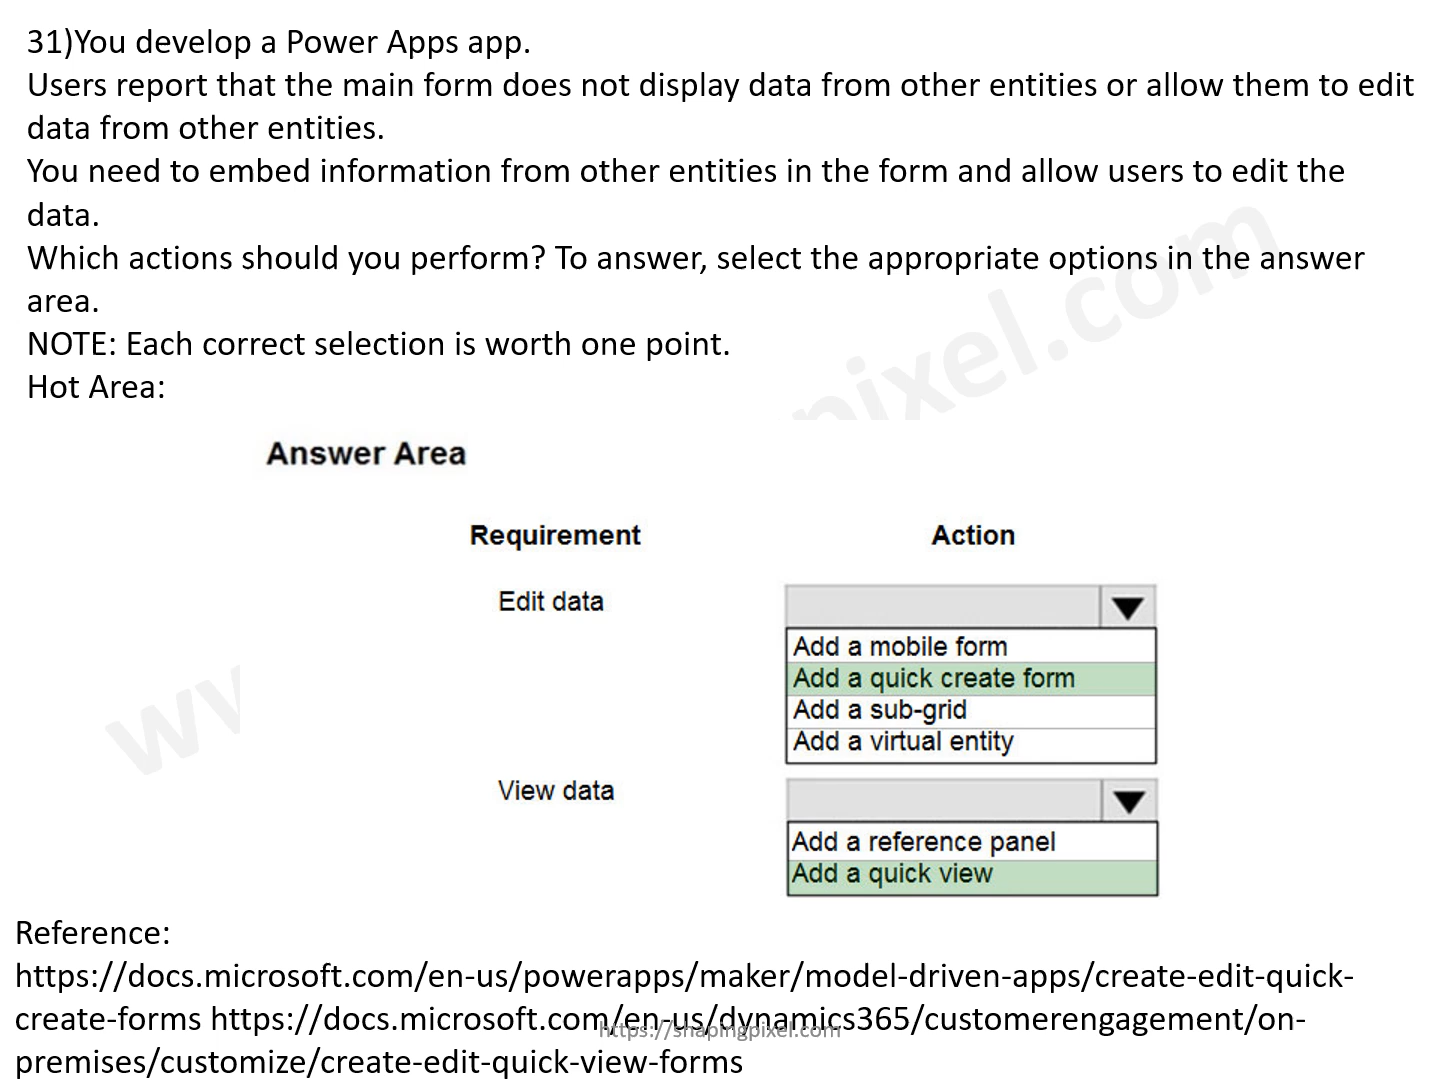 31)You develop a Power Apps app.
Users report that the main form does not display data from other entities or allow them to edit
data from other entities.
You need to embed information from other entities in the form and allow users to edit the
data.
Which actions should you perform? To answer, select the appropriate options in the answer
area.
NOTE: Each correct selection is worth one point.
Hot Area:
pixel.com
Answer Area
Requirement Action
Edit data
Add a mobile form
Add a quick create form
Add a sub-grid
Add a virtual entity
View data
Add a reference panel
Add a quick view
Reference:
https://docs.microsoft.com/en-us/powerapps/maker/model-driven-apps/create-edit-quick-
create-forms https://docs.microsoft.com/en-us/dynamics365/customerengagement/on-
https://shapingpixel.com
premises/customize/create-edit-quick-view-forms